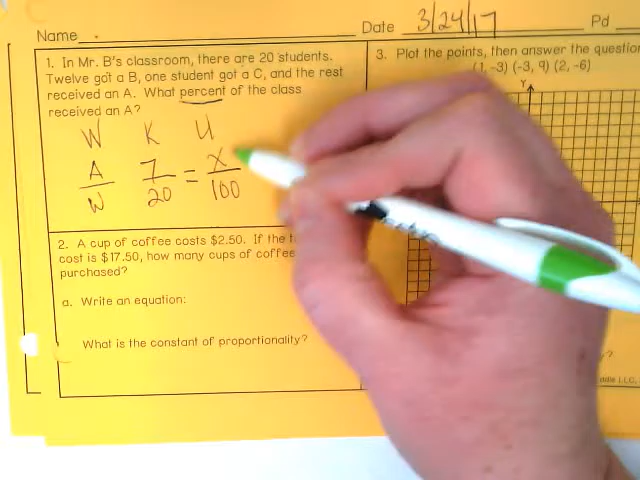 Name
Date 3/24/17 Pd
1. In Mr. B's classroom, there are 20 students.
Twelve got a B, one student got a C, and the rest
received an A. What percent of the class
received an A?
W K U
A/W 7/20 = X/100
2. A cup of coffee costs $2.50. If the
cost is $17.50, how many cups of coffee
purchased?
a. Write an equation:
What is the constant of proportionality?
3. Plot the points, then answer the
(1, -3) (-3, 9) (2, -6)
Y